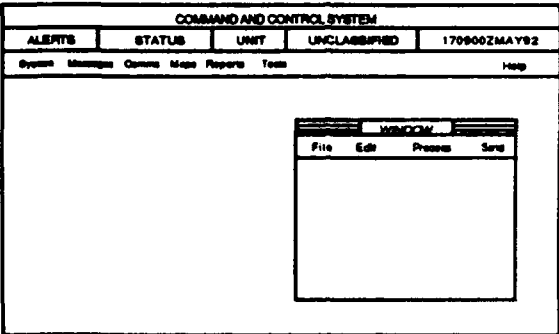 COMMAND AND CONTROL SYSTEM
ALERTS STATUS UNIT UNCLASSIFIED 170900ZMAY92
System Messages Comms Maps Reports Tools Help
WINDOW
File Edit Process Send